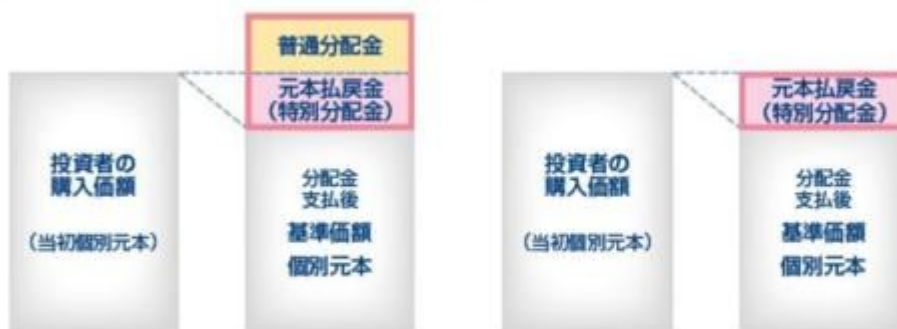 普通分配金
元本払戻金
(特別分配金)
投資者の
購入価額
(当初個別元本)
分配金
支払後
基準価額
個別元本
元本払戻金
(特別分配金)
投資者の
購入価額
(当初個別元本)
分配金
支払後
基準価額
個別元本